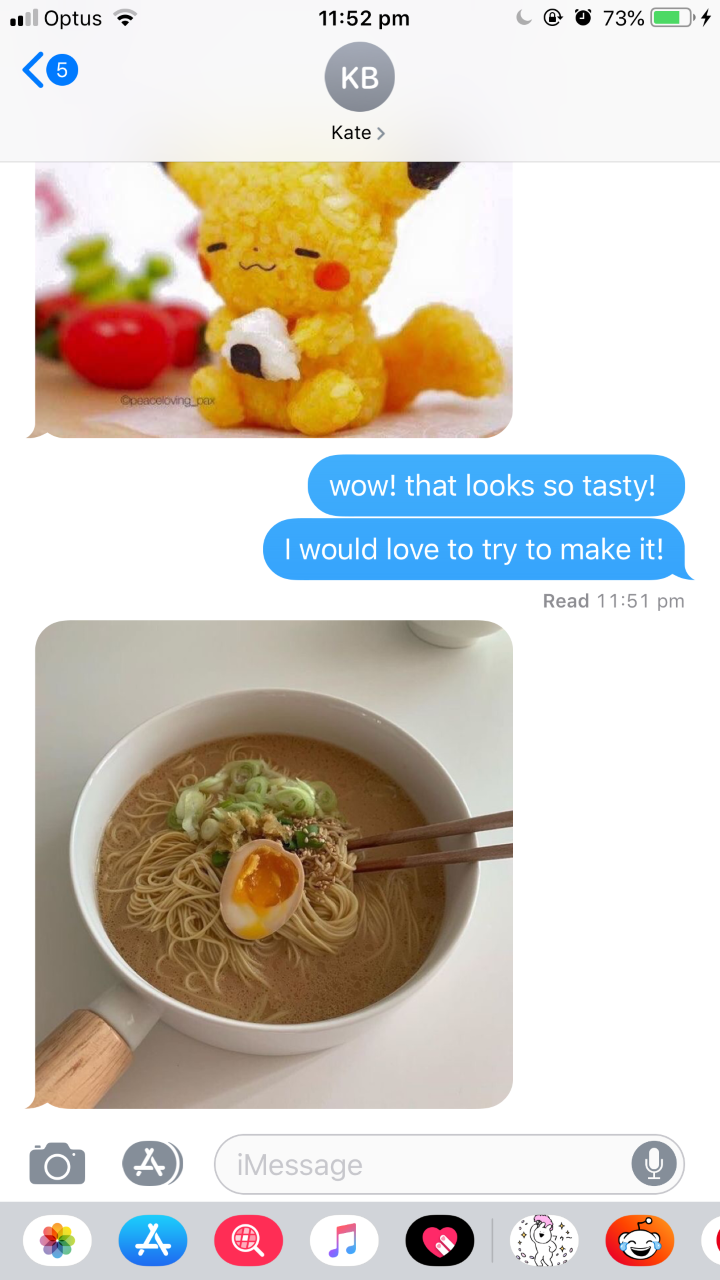 Optus 11:52 pm 73%
5
KB
Kate
©peaceloving_pax
wow! that looks so tasty!
I would love to try to make it!
Read 11:51 pm
iMessage